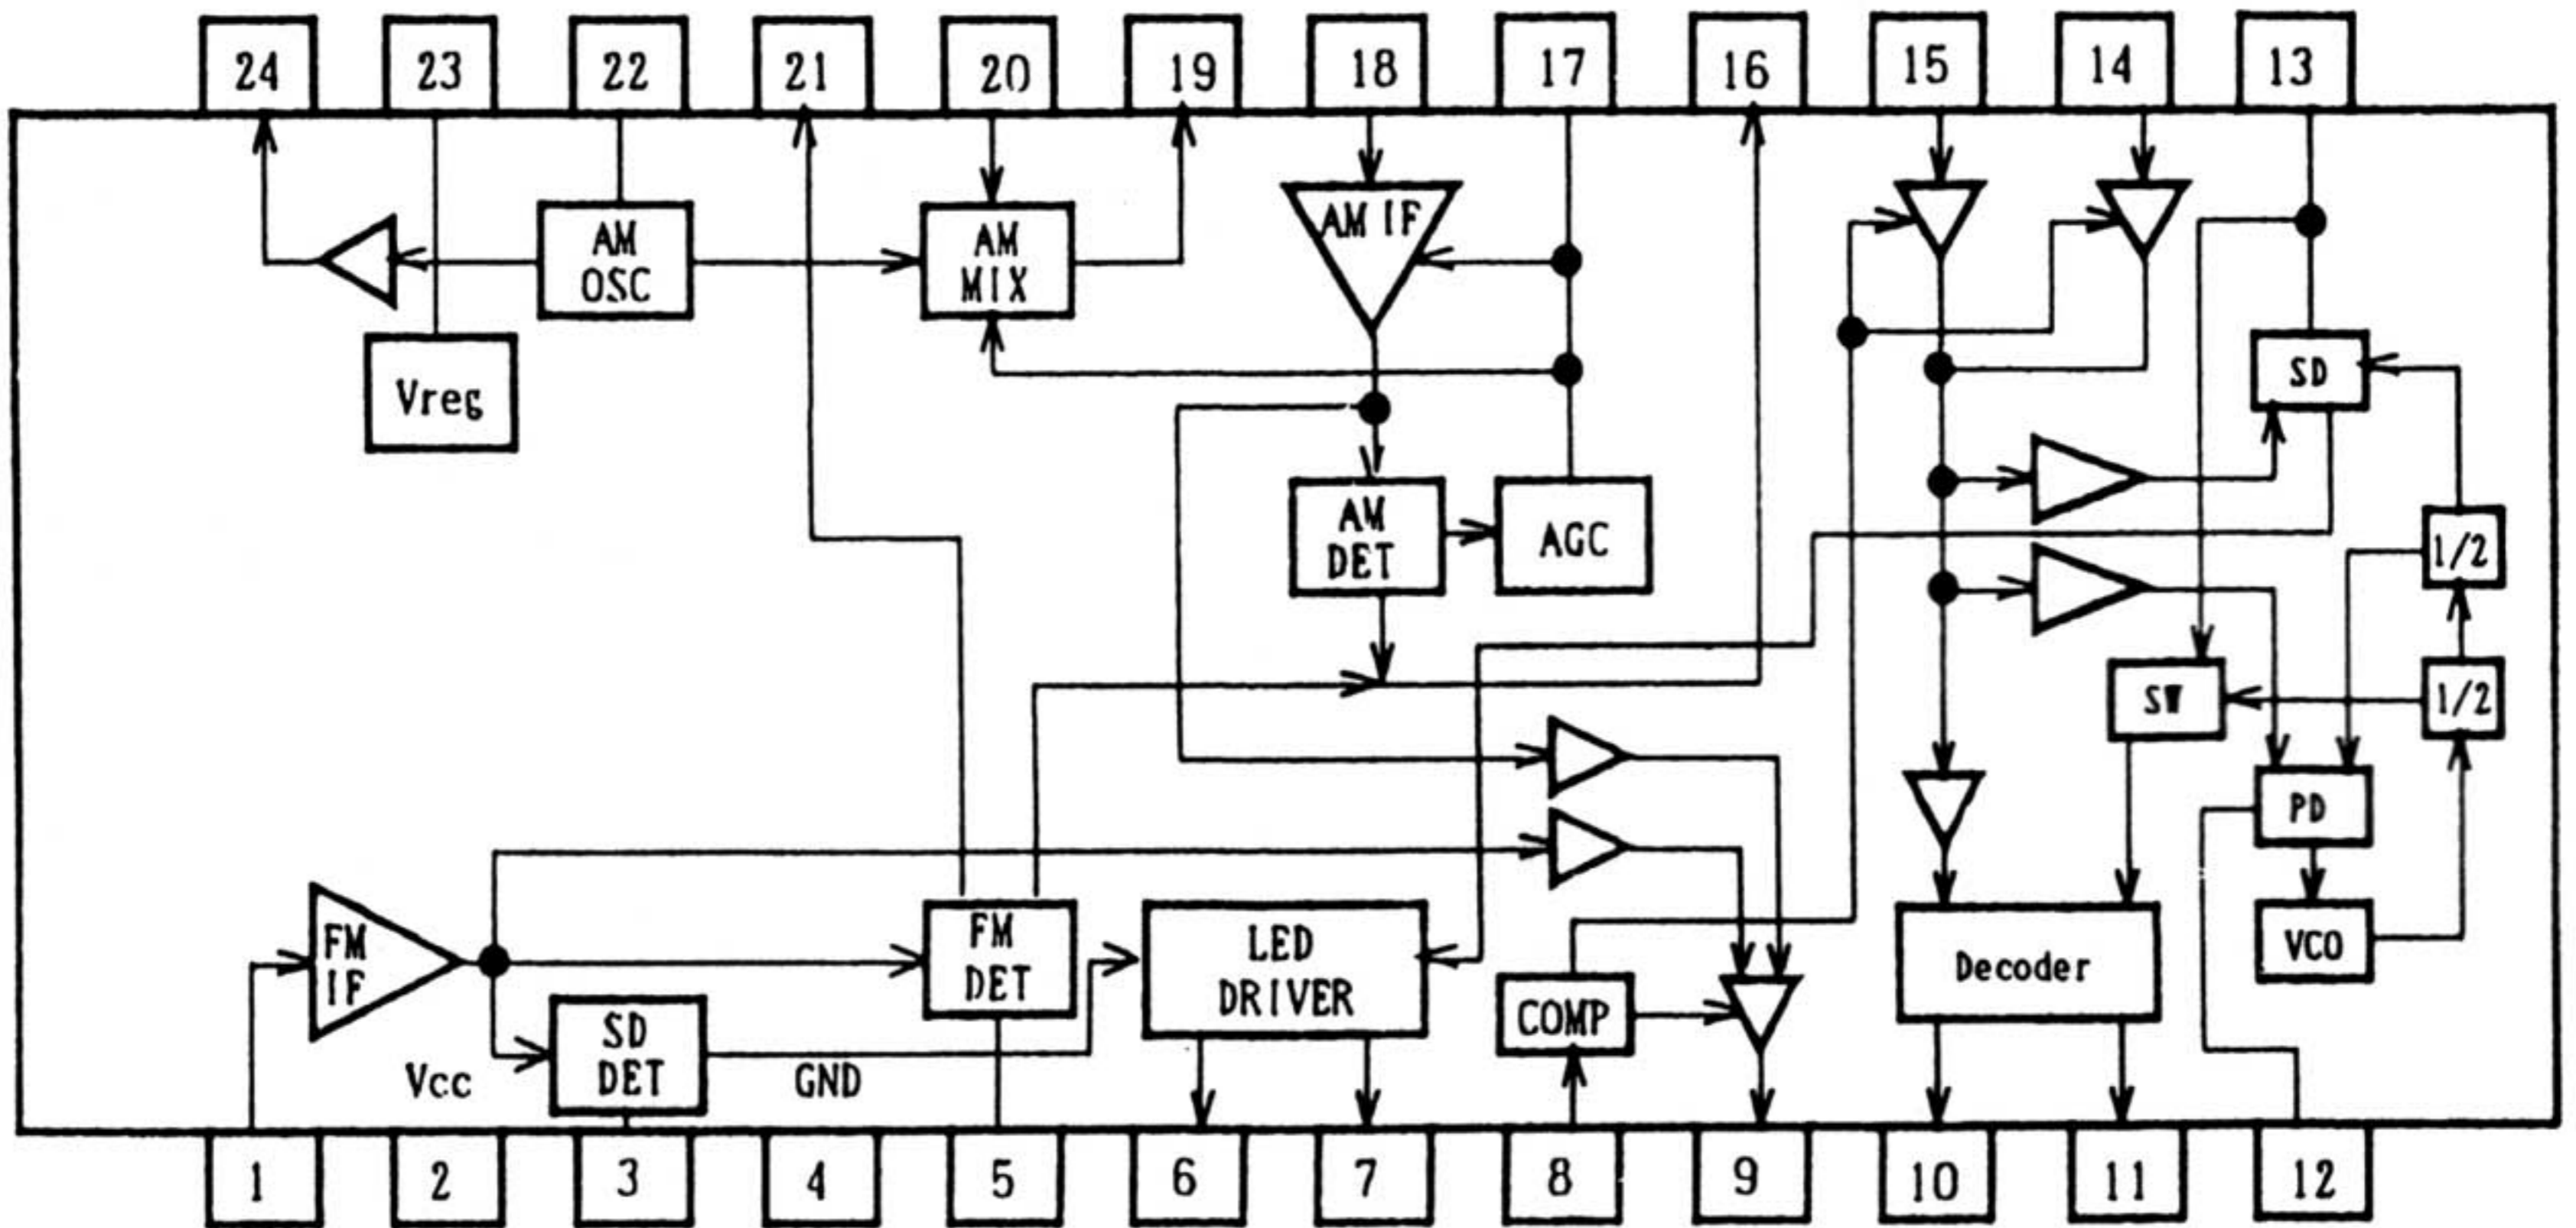 24
23
22
21
20
19
18
17
16
15
14
13
AM
OSC
AM
MIX
AM IF
Vreg
SD
AM
DET
AGC
1/2
SW
1/2
PD
FM
IF
FM
DET
LED
DRIVER
VCO
Decoder
COMP
SD
DET
Vcc
GND
1
2
3
4
5
6
7
8
9
10
11
12